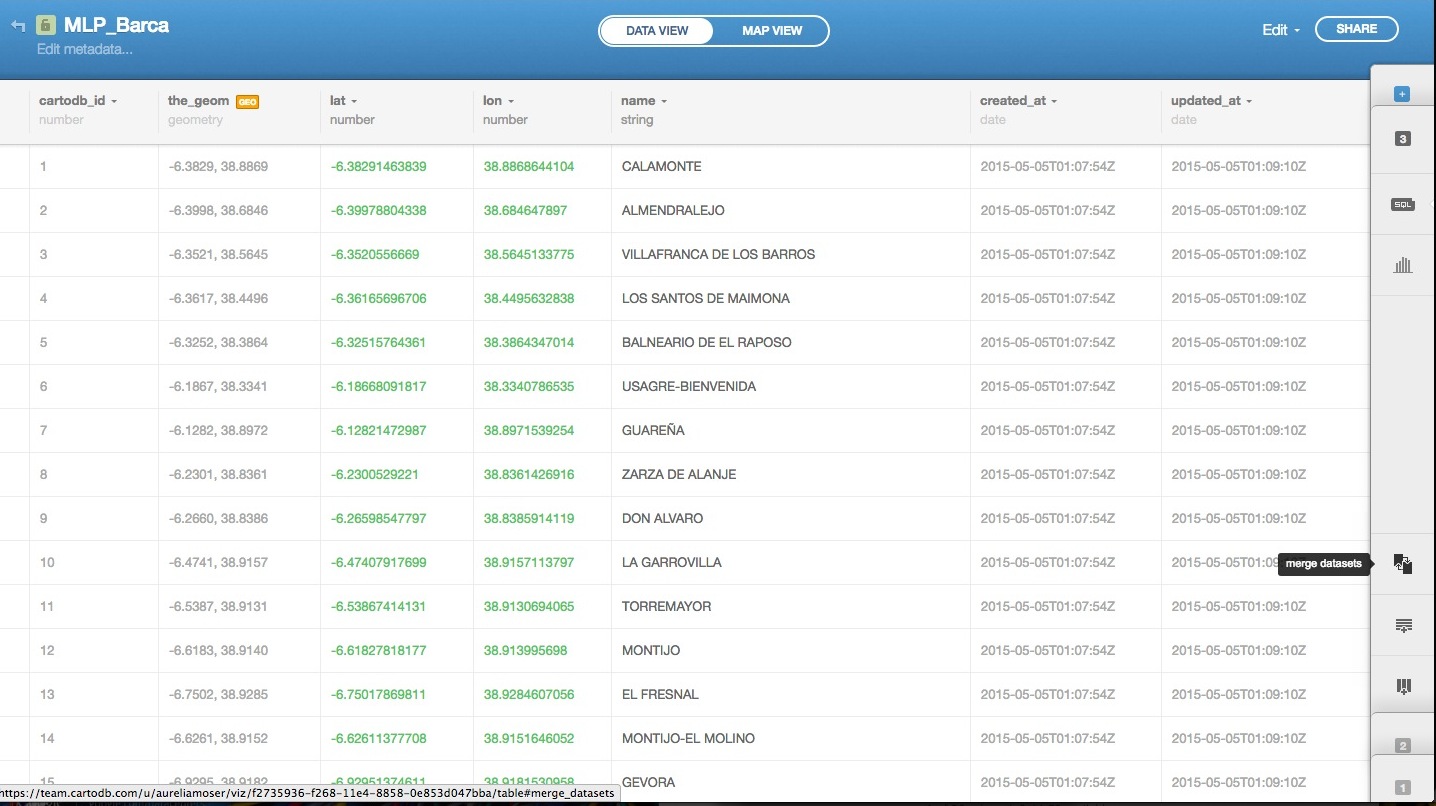 MLP_Barca
Edit metadata...
DATA VIEW MAP VIEW
Edit SHARE
cartodb_id the_geom GEO lat lon name created_at updated_at
number geometry number number string date date
+
3
SQL
1 -6.3829, 38.8869 -6.38291463839 38.8868644104 CALAMONTE 2015-05-05T01:07:54Z 2015-05-05T01:09:10Z
2 -6.3998, 38.6846 -6.39978804338 38.684647897 ALMENDRALEJO 2015-05-05T01:07:54Z 2015-05-05T01:09:10Z
3 -6.3521, 38.5645 -6.3520556669 38.5645133775 VILLAFRANCA DE LOS BARROS 2015-05-05T01:07:54Z 2015-05-05T01:09:10Z
4 -6.3617, 38.4496 -6.36165696706 38.4495632838 LOS SANTOS DE MAIMONA 2015-05-05T01:07:54Z 2015-05-05T01:09:10Z
5 -6.3252, 38.3864 -6.32515764361 38.3864347014 BALNEARIO DE EL RAPOSO 2015-05-05T01:07:54Z 2015-05-05T01:09:10Z
6 -6.1867, 38.3341 -6.18668091817 38.3340786535 USAGRE-BIENVENIDA 2015-05-05T01:07:54Z 2015-05-05T01:09:10Z
7 -6.1282, 38.8972 -6.12821472987 38.8971539254 GUAREÑA 2015-05-05T01:07:54Z 2015-05-05T01:09:10Z
8 -6.2301, 38.8361 -6.2300529221 38.8361426916 ZARZA DE ALANJE 2015-05-05T01:07:54Z 2015-05-05T01:09:10Z
9 -6.2660, 38.8386 -6.26598547797 38.8385914119 DON ALVARO 2015-05-05T01:07:54Z 2015-05-05T01:09:10Z
10 -6.4741, 38.9157 -6.47407917699 38.9157113797 LA GARROVILLA 2015-05-05T01:07:54Z 2015-05-05T01:09 merge datasets
11 -6.5387, 38.9131 -6.53867414131 38.9130694065 TORREMAYOR 2015-05-05T01:07:54Z 2015-05-05T01:09:10Z
12 -6.6183, 38.9140 -6.61827818177 38.913995698 MONTIJO 2015-05-05T01:07:54Z 2015-05-05T01:09:10Z
13 -6.7502, 38.9285 -6.75017869811 38.9284607056 EL FRESNAL 2015-05-05T01:07:54Z 2015-05-05T01:09:10Z
14 -6.6261, 38.9152 -6.62611377708 38.9151646052 MONTIJO-EL MOLINO 2015-05-05T01:07:54Z 2015-05-05T01:09:10Z
2
15 -6.9295, 38.9182 -6.92951374611 38.9181530958 GEVORA 2015-05-05T01:07:54Z 2015-05-05T01:09:10Z
1
https://team.cartodb.com/u/aureliamoser/viz/f2735936-f268-11e4-8858-0e853d047bba/table#merge_datasets